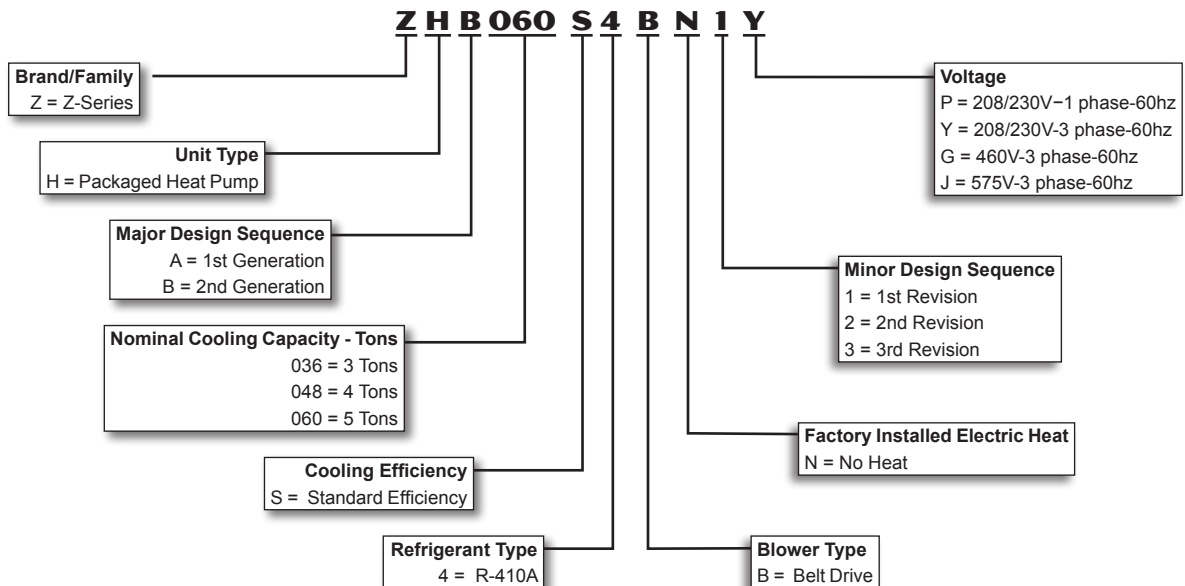 Z H B 060 S 4 B N 1 Y
Brand/Family
Z = Z-Series
Unit Type
H = Packaged Heat Pump
Major Design Sequence
A = 1st Generation
B = 2nd Generation
Nominal Cooling Capacity - Tons
036 = 3 Tons
048 = 4 Tons
060 = 5 Tons
Cooling Efficiency
S = Standard Efficiency
Refrigerant Type
4 = R-410A
Voltage
P = 208/230V−1 phase-60hz
Y = 208/230V-3 phase-60hz
G = 460V-3 phase-60hz
J = 575V-3 phase-60hz
Minor Design Sequence
1 = 1st Revision
2 = 2nd Revision
3 = 3rd Revision
Factory Installed Electric Heat
N = No Heat
Blower Type
B = Belt Drive